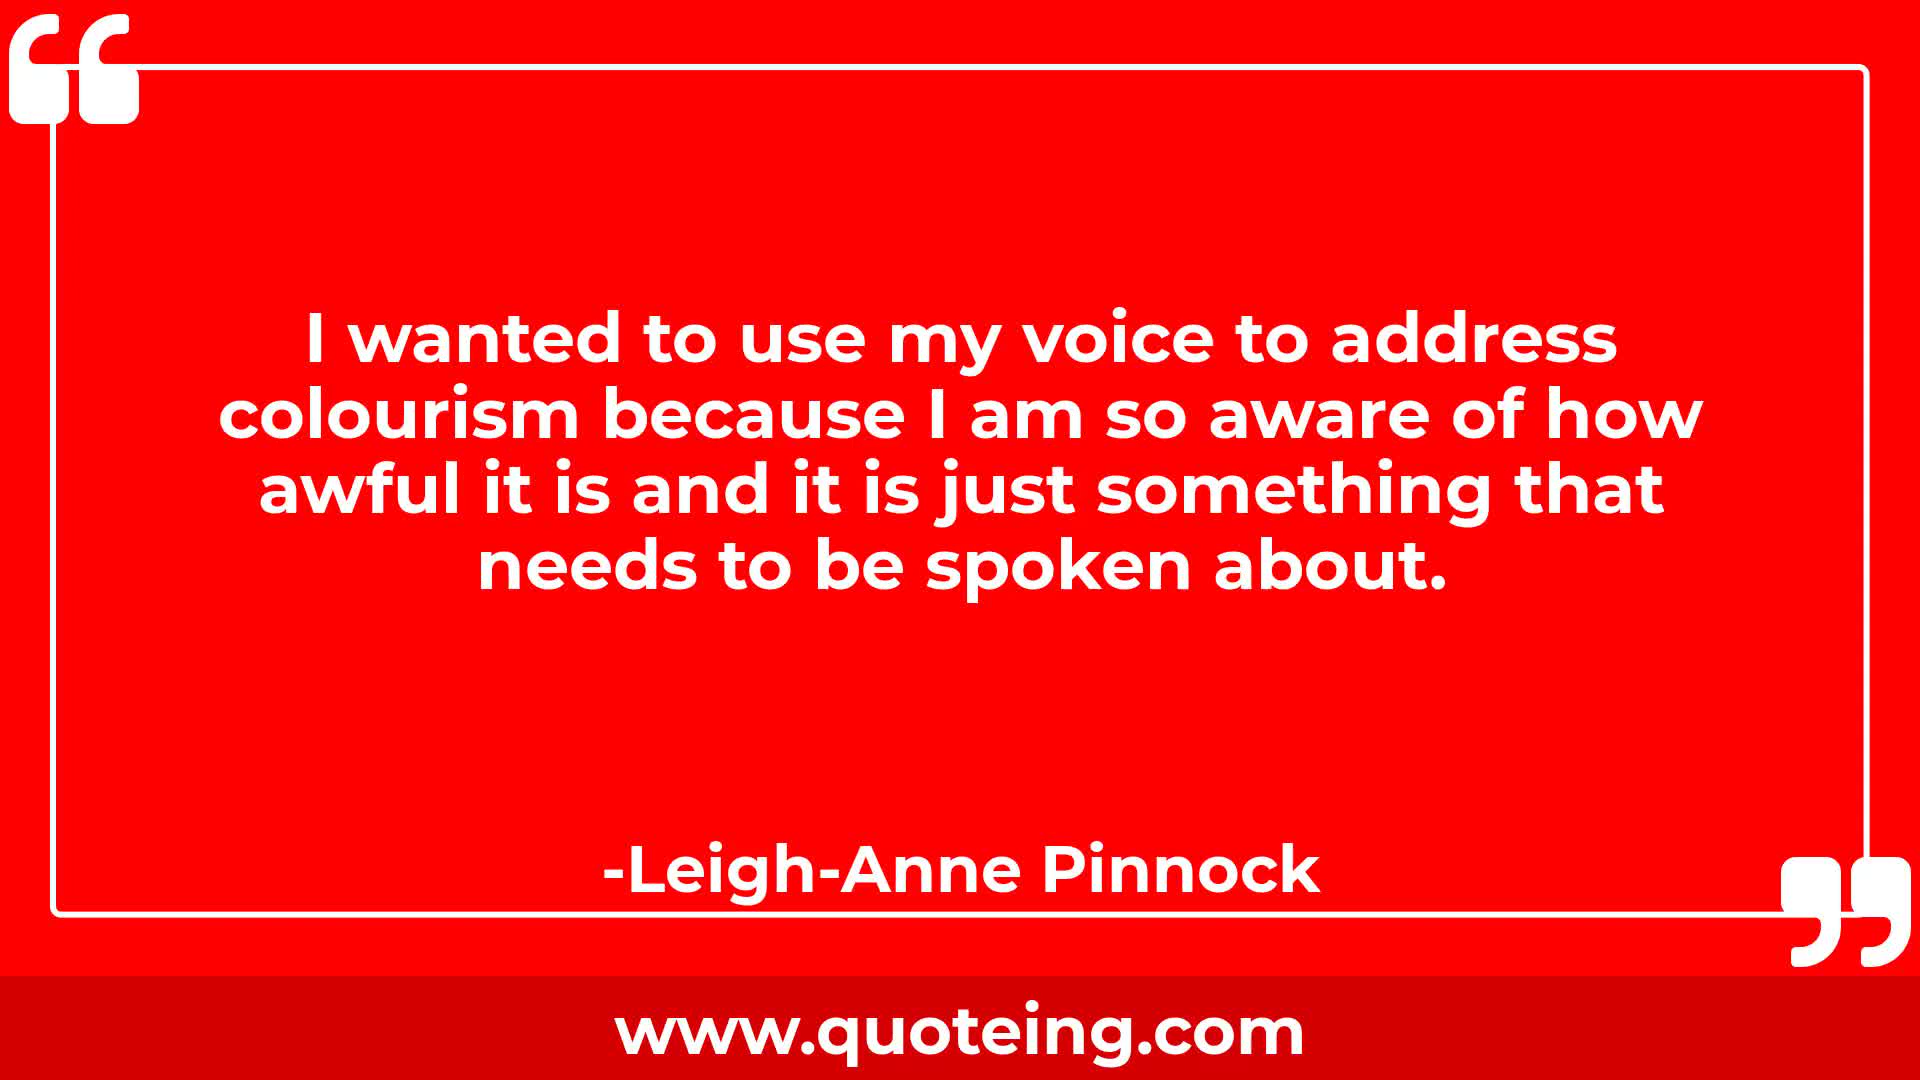 I wanted to use my voice to address
colourism because I am so aware of how
awful it is and it is just something that
needs to be spoken about.
-Leigh-Anne Pinnock
www.quoteing.com